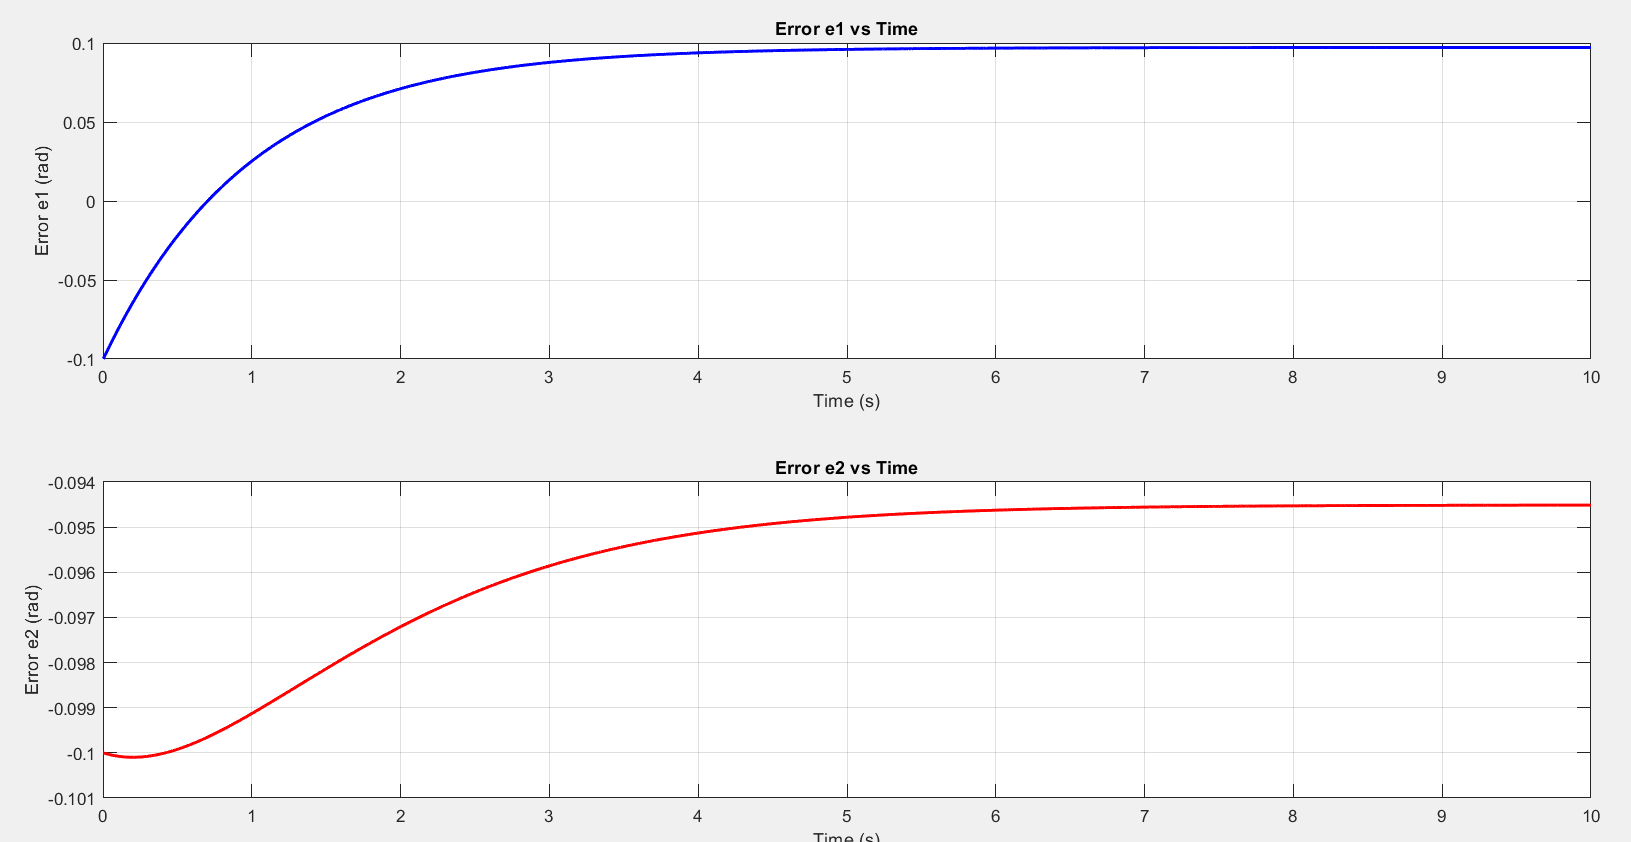 Error e1 vs Time
0.1
0.05
0
-0.05
-0.1
Error e1 (rad)
0 1 2 3 4 5 6 7 8 9 10
Time (s)
Error e2 vs Time
-0.094
-0.095
-0.096
-0.097
-0.098
-0.099
-0.1
-0.101
Error e2 (rad)
0 1 2 3 4 5 6 7 8 9 10
Time (s)